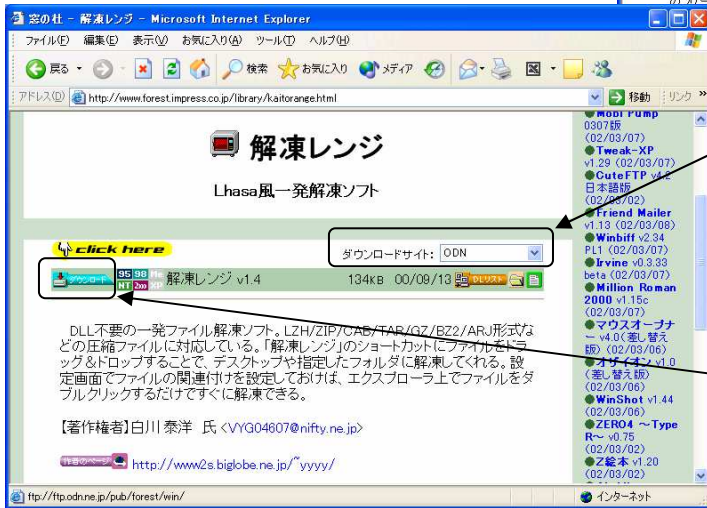 窓の杜 - 解凍レンジ - Microsoft Internet Explorer
ファイル(F) 編集(E) 表示(V) お気に入り(A) ツール(T) ヘルプ(H)
戻る 検索 お気に入り メディア
アドレス(D) http://www.forest.impress.co.jp/library/kaitorange.html 移動 リンク »
解凍レンジ
Lhasa風一発解凍ソフト
click here
ダウンロードサイト: ODN
ダウンロード 95 98 Me NT 2000 XP 解凍レンジ v1.4 134KB 00/09/13 DLリスト
DLL不要の一発ファイル解凍ソフト。LZH/ZIP/CAB/TAR/GZ/BZ2/ARJ形式な
どの圧縮ファイルに対応している。「解凍レンジ」のショートカットにファイルをドラ
ッグ&ドロップすることで、デスクトップや指定したフォルダに解凍してくれる。設
定画面でファイルの関連付けを設定しておけば、エクスプローラ上でファイルをダ
ブルクリックするだけですぐに解凍できる。
【著作権者】白川 泰洋 氏 <VYG04607@nifty.ne.jp>
作者のページ http://www2s.biglobe.ne.jp/~yyyy/
●Mobi Pump
0307版
(02/03/07)
●Tweak-XP
v1.29 (02/03/07)
●CuteFTP v4.2
日本語版
(02/03/02)
●Friend Mailer
v1.13 (02/03/08)
●Winbiff v2.34
PL1 (02/03/07)
●Irvine v0.3.33
beta (02/03/07)
●Million Roman
2000 v1.15c
(02/03/07)
●マウスオープナ
ー v4.0(差し替え
版) (02/03/06)
●オザイオン v1.0
(差し替え版)
(02/03/06)
●WinShot v1.44
(02/03/06)
●ZERO4 ～Type
R～ v0.75
(02/03/02)
●Z絵本 v1.20
(02/03/02)
ftp://ftp.odn.ne.jp/pub/forest/win/ インターネット